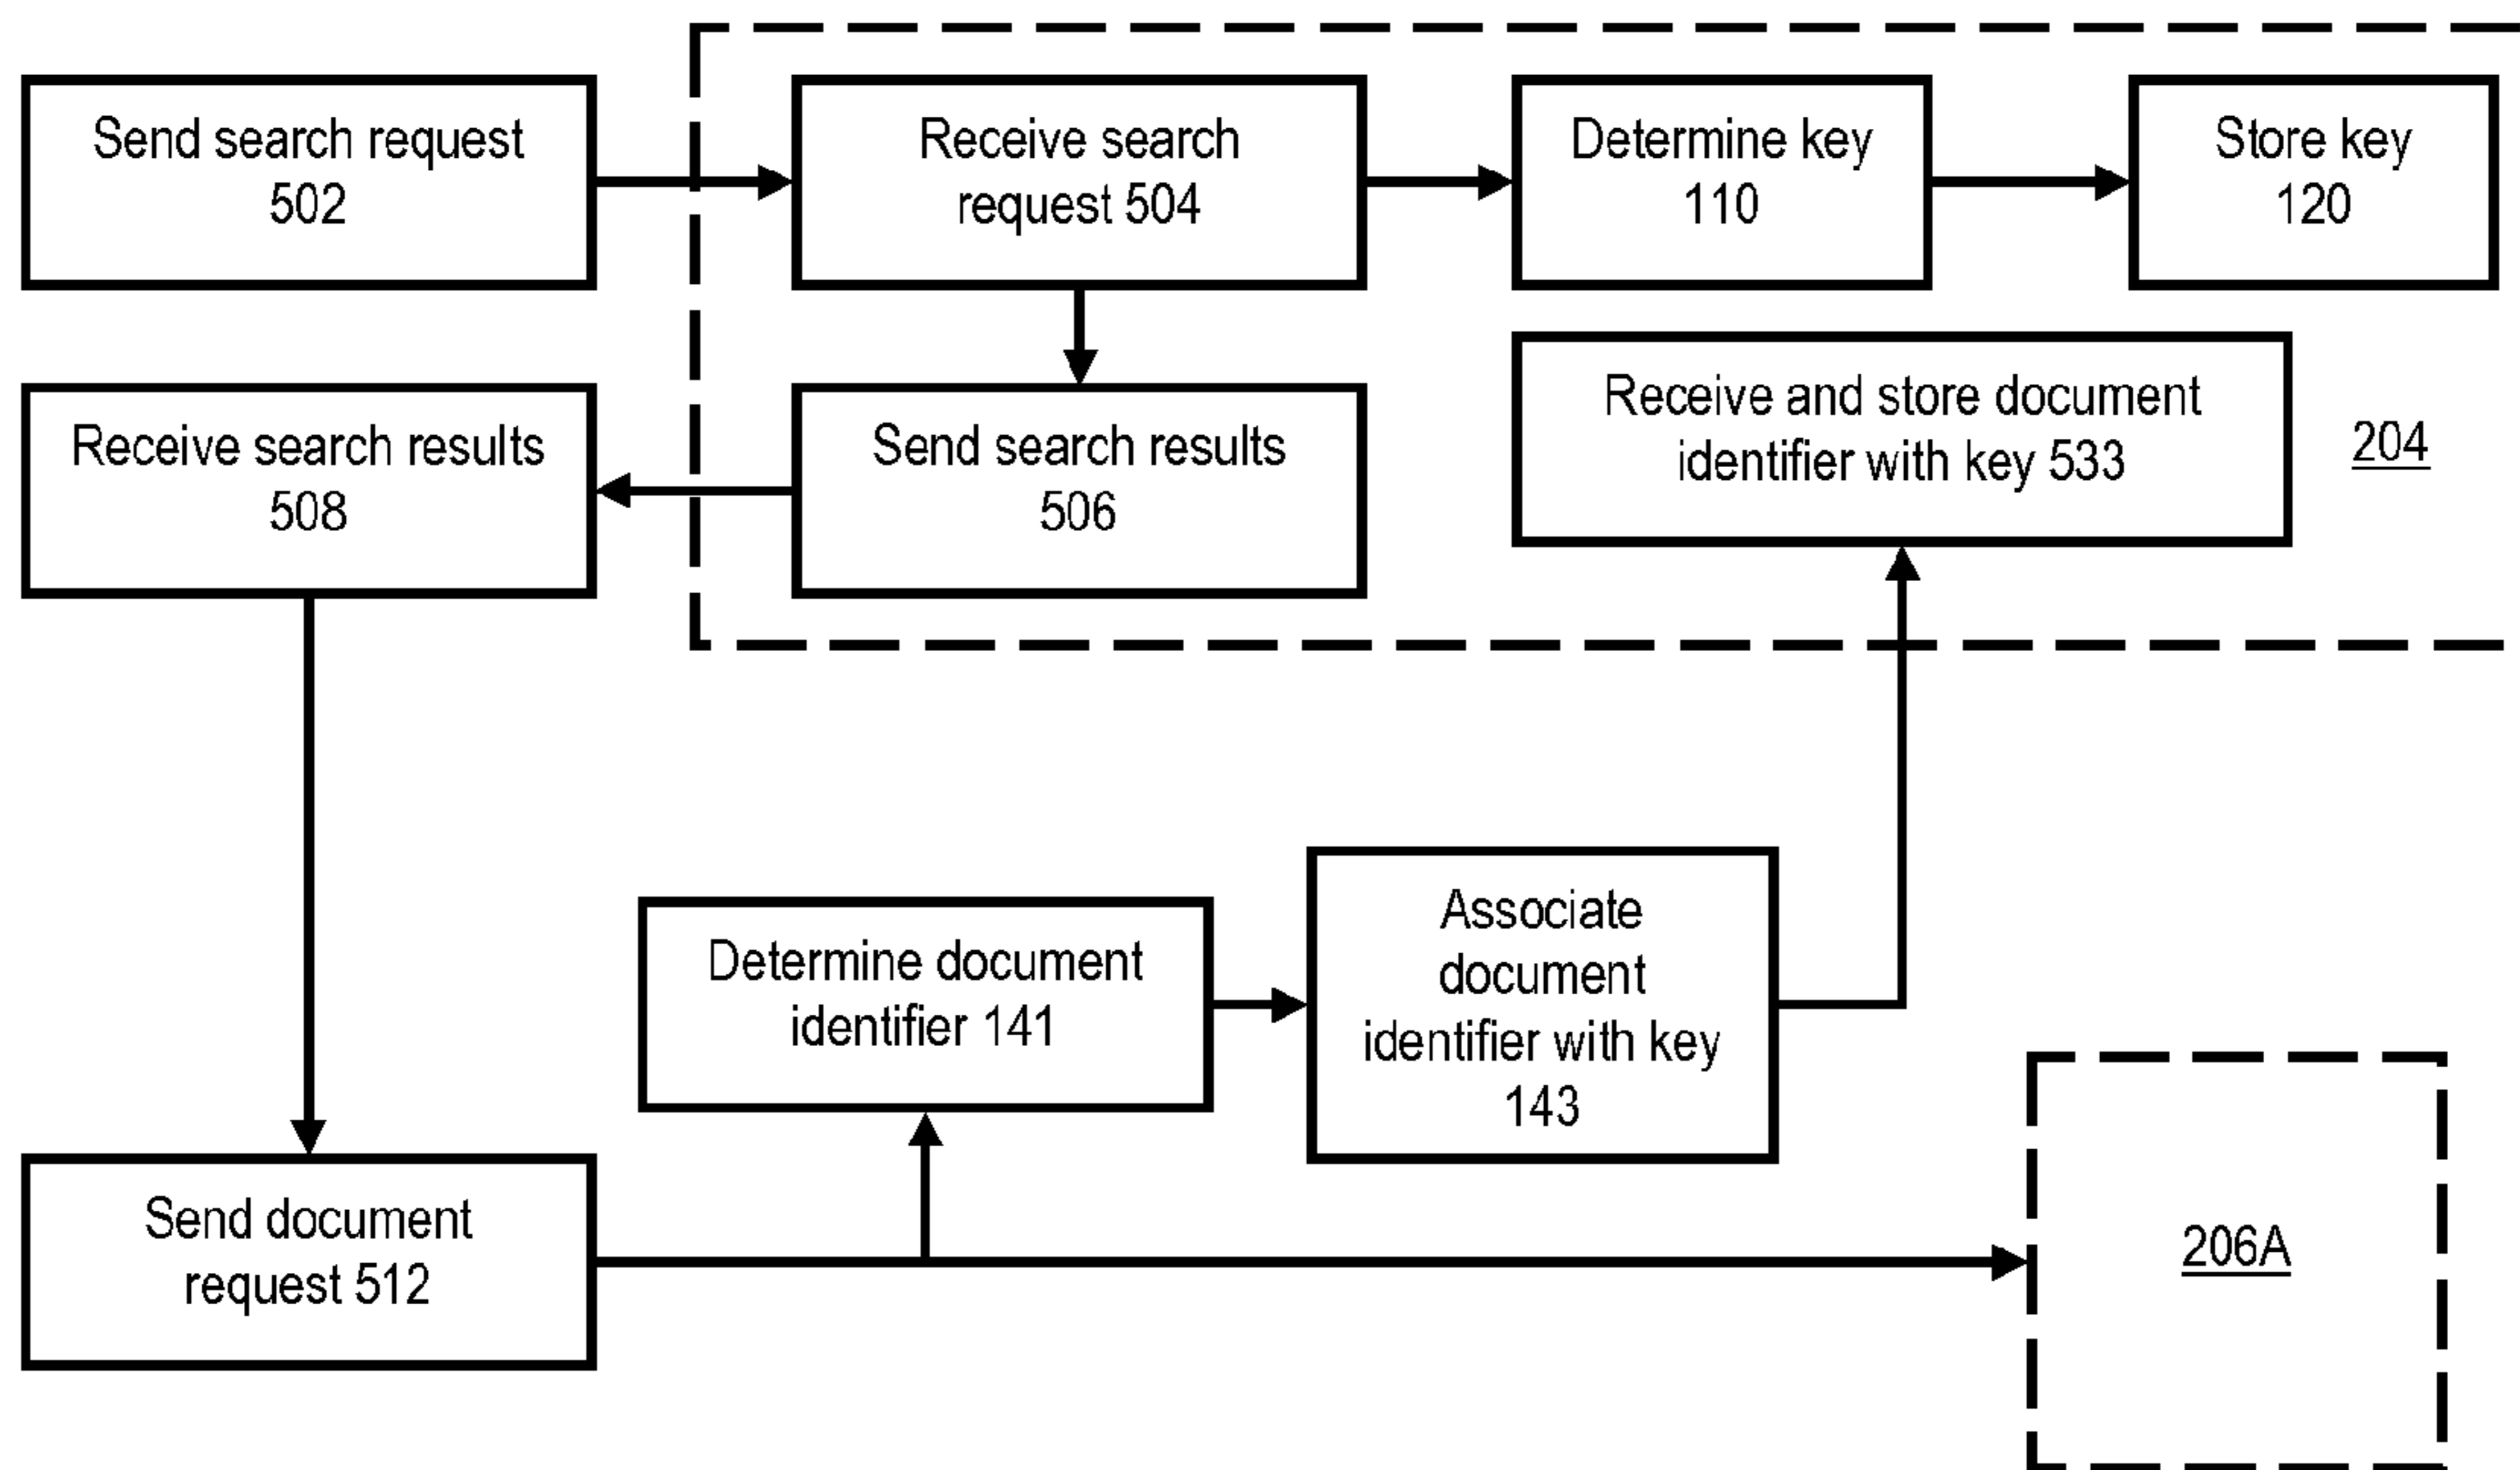 Send search request
502
Receive search
request 504
Determine key
110
Store key
120
Receive search results
508
Send search results
506
Receive and store document
identifier with key 533
204
Determine document
identifier 141
Associate
document
identifier with key
143
Send document
request 512
206A